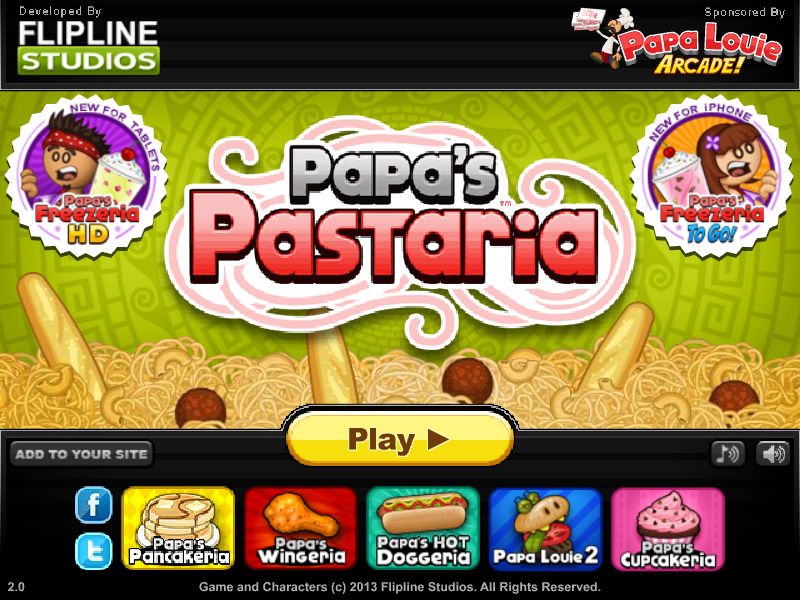 Developed By
FLIPLINE
STUDIOS
Sponsored By
Papa Louie
ARCADE!
NEW FOR TABLETS
Papa's
Freezeria
HD
NEW FOR iPHONE
Papa's
Freezeria
TO GO!
Papa's
Pastaria™
Play
ADD TO YOUR SITE
f
t
Papa's
Pancakeria
Papa's
Wingeria
Papa's HOT
Doggeria
Papa Louie 2
Papa's
Cupcakeria
2.0
Game and Characters (c) 2013 Flipline Studios. All Rights Reserved.